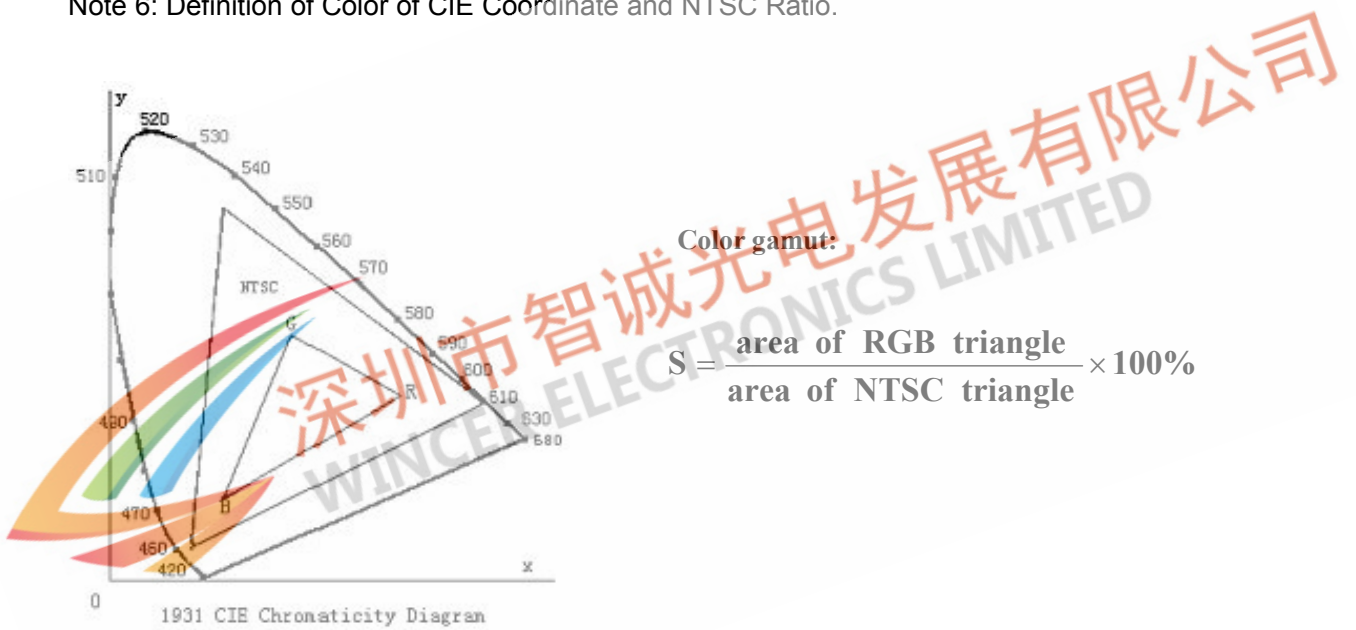 Note 6: Definition of Color of CIE Coordinate and NTSC Ratio.
y
520
530
510
540
550
560
570
NTSC
580
G
590
600
R
610
630
680
B
470
460
420
x
0
1931 CIE Chromaticity Diagram
Color gamut:
S = area of RGB triangle / area of NTSC triangle × 100%
深圳市智诚光电发展有限公司
WINCER ELECTRONICS LIMITED